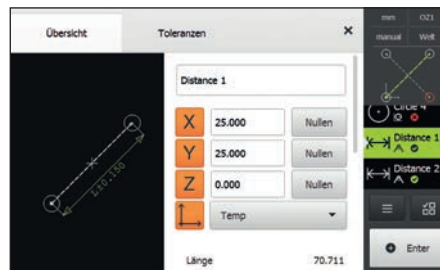 Übersicht
Toleranzen
×
Distance 1
X 25.000 Nullen
Y 25.000 Nullen
Z 0.000 Nullen
Temp
Länge 70.711
L±0.150
mm OZ1
manual Welt
Circle 4
Distance 1
Distance 2
Enter